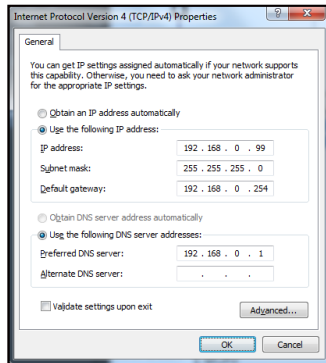 Internet Protocol Version 4 (TCP/IPv4) Properties
General
You can get IP settings assigned automatically if your network supports
this capability. Otherwise, you need to ask your network administrator
for the appropriate IP settings.
Obtain an IP address automatically
Use the following IP address:
IP address: 192 . 168 . 0 . 99
Subnet mask: 255 . 255 . 255 . 0
Default gateway: 192 . 168 . 0 . 254
Obtain DNS server address automatically
Use the following DNS server addresses:
Preferred DNS server: 192 . 168 . 0 . 1
Alternate DNS server: . . .
Validate settings upon exit
Advanced...
OK Cancel